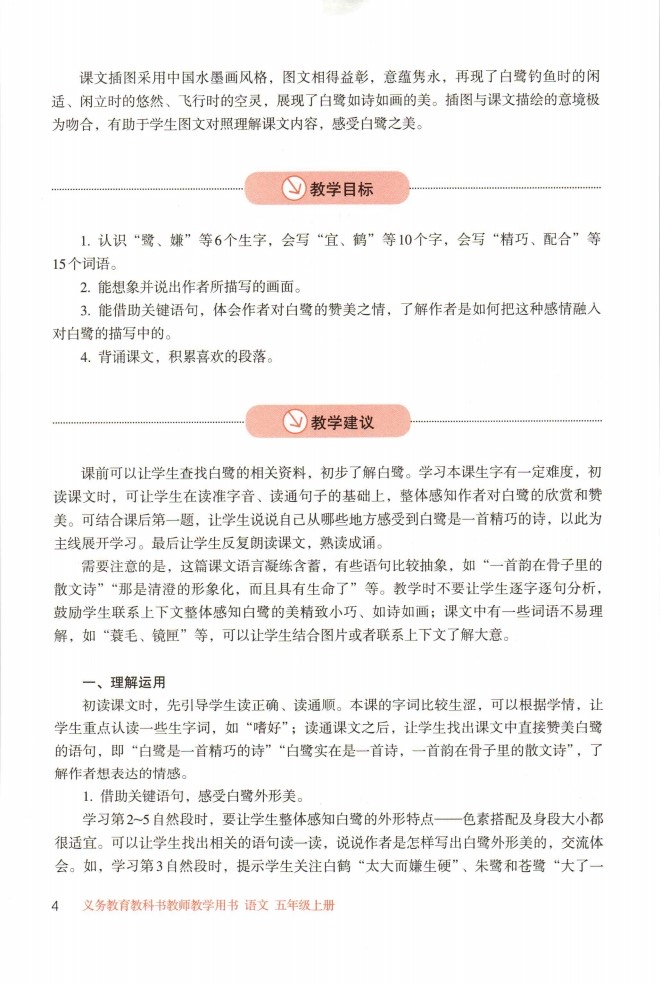 课文插图采用中国水墨画风格，图文相得益彰，意蕴隽永，再现了白鹭钓鱼时的闲
适、闲立时的悠然、飞行时的空灵，展现了白鹭如诗如画的美。插图与课文描绘的意境极
为吻合，有助于学生图文对照理解课文内容，感受白鹭之美。
教学目标
1. 认识“鹭、嫌”等6个生字，会写“宜、鹤”等10个字，会写“精巧、配合”等
15个词语。
2. 能想象并说出作者所描写的画面。
3. 能借助关键语句，体会作者对白鹭的赞美之情，了解作者是如何把这种感情融入
对白鹭的描写中的。
4. 背诵课文，积累喜欢的段落。
教学建议
课前可以让学生查找白鹭的相关资料，初步了解白鹭。学习本课生字有一定难度，初
读课文时，可让学生在读准字音、读通句子的基础上，整体感知作者对白鹭的欣赏和赞
美。可结合课后第一题，让学生说说自己从哪些地方感受到白鹭是一首精巧的诗，以此为
主线展开学习。最后让学生反复朗读课文，熟读成诵。
需要注意的是，这篇课文语言凝练含蓄，有些语句比较抽象，如“一首韵在骨子里的
散文诗”“那是清澄的形象化，而且具有生命了”等。教学时不要让学生逐字逐句分析，
鼓励学生联系上下文整体感知白鹭的美精致小巧、如诗如画；课文中有一些词语不易理
解，如“蓑毛、镜匣”等，可以让学生结合图片或者联系上下文了解大意。
一、理解运用
初读课文时，先引导学生读正确、读通顺。本课的字词比较生涩，可以根据学情，让
学生重点认读一些生字词，如“嗜好”；读通课文之后，让学生找出课文中直接赞美白鹭
的语句，即“白鹭是一首精巧的诗”“白鹭实在是一首诗，一首韵在骨子里的散文诗”，了
解作者想表达的情感。
1. 借助关键语句，感受白鹭外形美。
学习第2~5自然段时，要让学生整体感知白鹭的外形特点——色素搭配及身段大小都
很适宜。可以让学生找出相关的语句读一读，说说作者是怎样写出白鹭外形美的，交流体
会。如，学习第3自然段时，提示学生关注白鹤“太大而嫌生硬”、朱鹭和苍鹭“大了一
4 义务教育教科书教师教学用书 语文 五年级上册